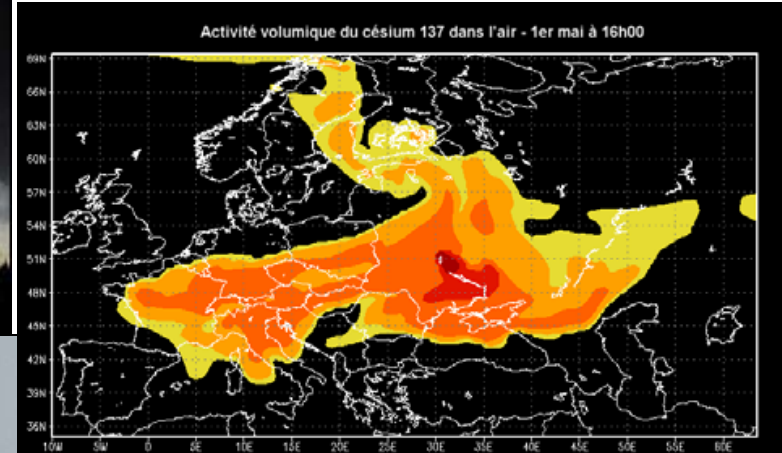 Activité volumique du césium 137 dans l'air - 1er mai à 16h00
69N
66N
63N
60N
57N
54N
51N
48N
45N
42N
39N
36N
10W 5W 0 5E 10E 15E 20E 25E 30E 35E 40E 45E 50E 55E 60E